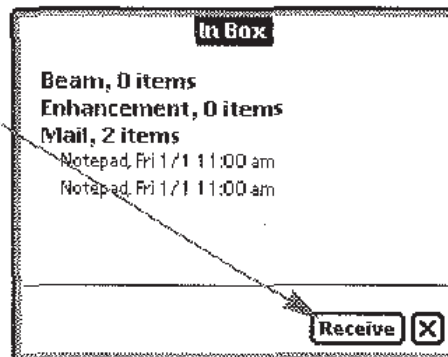 In Box
Beam, 0 items
Enhancement, 0 items
Mail, 2 items
Notepad, Fri 1/1 11:00 am
Notepad, Fri 1/1 11:00 am
Receive